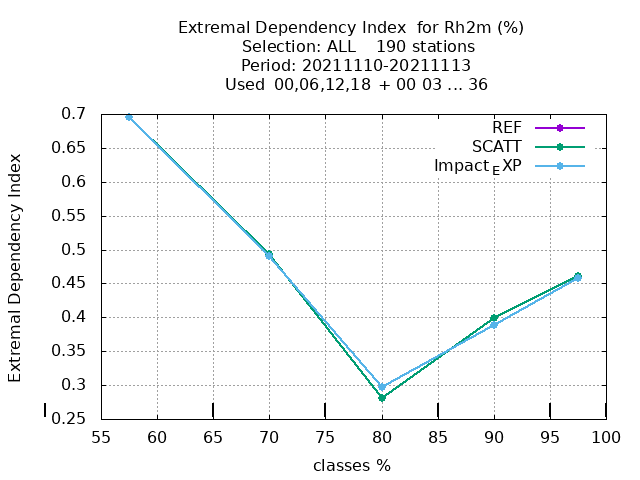 Extremal Dependency Index  for Rh2m (%)
Selection: ALL    190 stations
Period: 20211110-20211113
Used  00,06,12,18  + 00 03 ... 36
0.7
0.65
0.6
0.55
0.5
0.45
0.4
0.35
0.3
0.25
Extremal Dependency Index
REF
SCATT
Impact_EXP
55 60 65 70 75 80 85 90 95 100
classes %